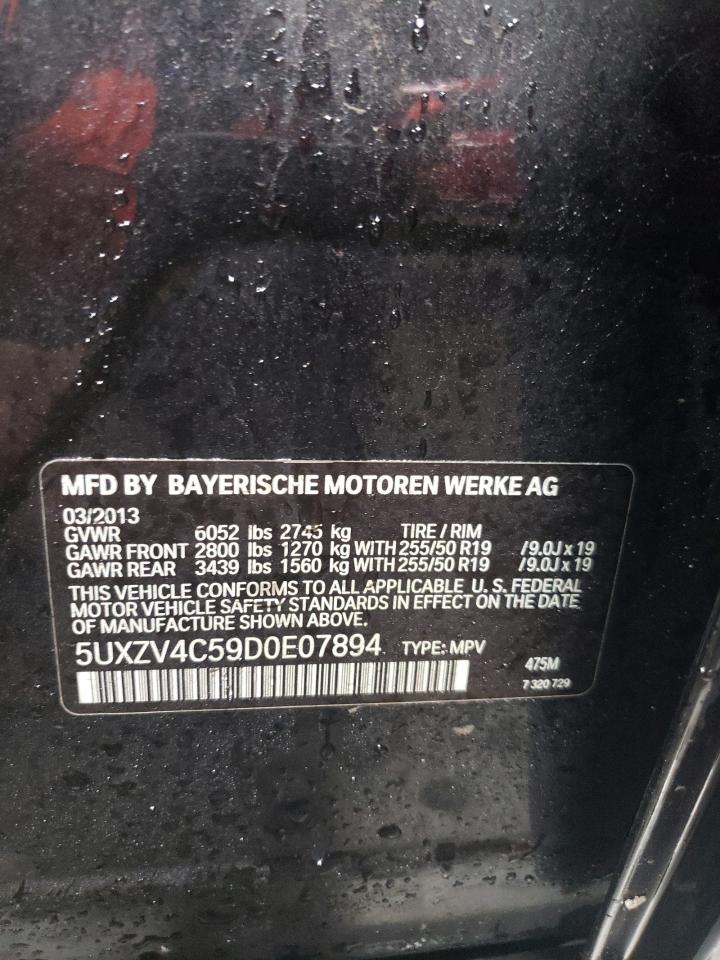 MFD BY BAYERISCHE MOTOREN WERKE AG
03/2013
GVWR 6052 lbs 2745 kg TIRE / RIM
GAWR FRONT 2800 lbs 1270 kg WITH 255/50 R19 /9.0J x 19
GAWR REAR 3439 lbs 1560 kg WITH 255/50 R19 /9.0J x 19
THIS VEHICLE CONFORMS TO ALL APPLICABLE U. S. FEDERAL
MOTOR VEHICLE SAFETY STANDARDS IN EFFECT ON THE DATE
OF MANUFACTURE SHOWN ABOVE.
5UXZV4C59D0E07894 TYPE: MPV
475M
7 320 729